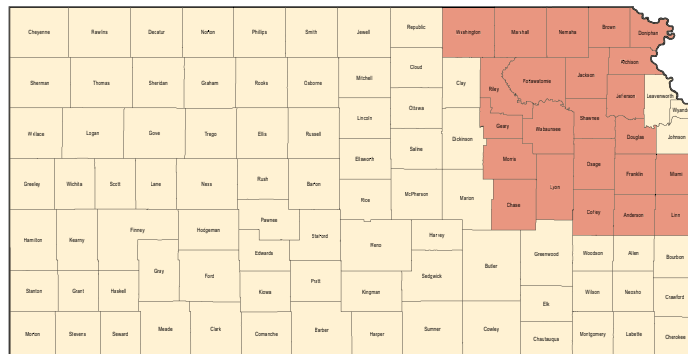 Cheyenne Rawlins Decatur Norton Phillips Smith Jewell Republic Washington Marshall Nemaha Brown Doniphan
Sherman Thomas Sheridan Graham Rooks Osborne Mitchell Cloud Clay Riley Pottawatomie Jackson Atchison
Jefferson Leavenworth Wyandotte
Wallace Logan Gove Trego Ellis Russell Lincoln Ottawa Saline Dickinson Geary Wabaunsee Shawnee Douglas Johnson
Greeley Wichita Scott Lane Ness Rush Barton Ellsworth Rice McPherson Marion Morris Chase Lyon Osage Franklin Miami
Hamilton Kearny Finney Hodgeman Pawnee Stafford Reno Harvey Coffey Anderson Linn
Gray Ford Edwards Kiowa Pratt Kingman Sedgwick Butler Greenwood Woodson Allen Bourbon
Stanton Grant Haskell Elk Wilson Neosho Crawford
Morton Stevens Seward Meade Clark Comanche Barber Harper Sumner Cowley Chautauqua Montgomery Labette Cherokee